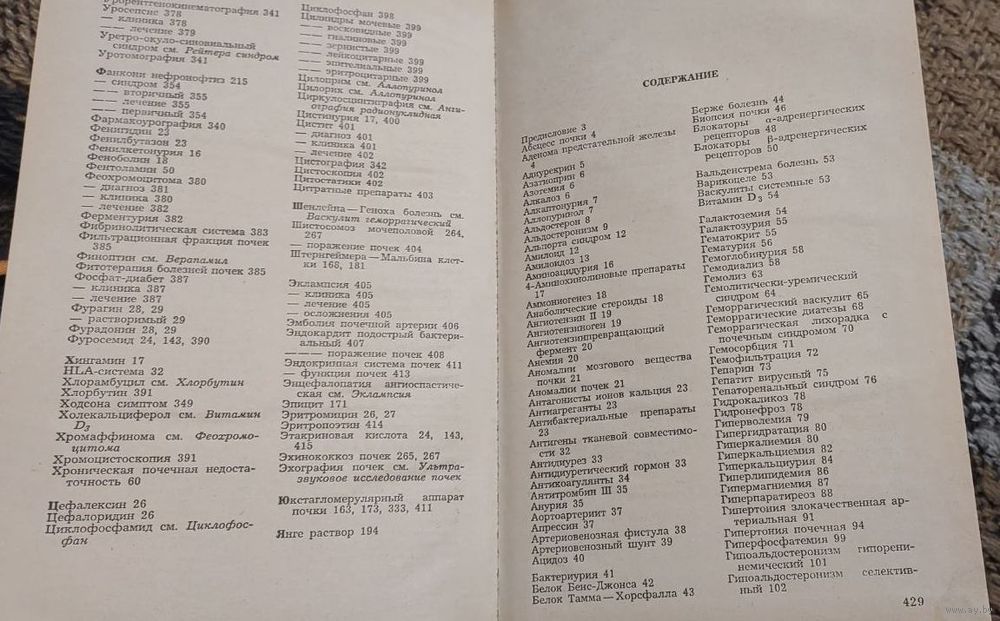 Урорентгенокинематография 341
Уросепсис 378
— клиника 378
— — лечение 379
Уретро-окуло-синовиальный
синдром см. Рейтера синдром
Уротомография 341
Фанкони нефронофтиз 215
— синдром 354
— — вторичный 355
— — лечение 355
— — первичный 354
Фармакоурография 340
Фенигидин 23
Фенилбутазон 23
Фенилкетонурия 16
Феноболин 18
Фентоламин 50
Феохромоцитома 380
— диагноз 381
— клиника 380
— лечение 382
Ферментурия 382
Фибринолитическая система 383
Фильтрационная фракция почек
385
Финоптин см. Верапамил
Фитотерапия болезней почек 385
Фосфат-диабет 387
— клиника 387
— лечение 387
Фурагин 28, 29
— растворимый 29
Фурадонин 28, 29
Фуросемид 24, 143, 390
Хингамин 17
HLA-система 32
Хлорамбуцил см. Хлорбутин
Хлорбутин 391
Ходсона симптом 349
Холекальциферол см. Витамин
D3
Хромаффинома см. Феохромо-
цитома
Хромоцистоскопия 391
Хроническая почечная недоста-
точность 60
Цефалексин 26
Цефалоридин 26
Циклофосфамид см. Циклофос-
фан
Циклофосфан 398
Цилиндры мочевые 399
— — восковидные 399
— — гиалиновые 399
— — зернистые 399
— — лейкоцитарные 399
— — эпителиальные 399
— — эритроцитарные 399
Цилоприм см. Аллопуринол
Цилорик см. Аллопуринол
Циркулосцинтиграфия см. Анги-
ография радионуклидная
Цистинурия 17, 400
Цистит 401
— диагноз 401
— клиника 401
— лечение 402
Цистография 342
Цистоскопия 402
Цитостатики 402
Цитратные препараты 403
Шенлейна—Геноха болезнь см.
Васкулит геморрагический
Шистосомоз мочеполовой 264,
267
— поражение почек 404
Штернгеймера—Мальбина клет-
ки 168, 181
Эклампсия 405
— клиника 405
— лечение 405
— осложнения 405
Эмболия почечной артерии 406
Эндокардит подострый бактери-
альный 407
— — — поражение почек 408
Эндокринная система почек 411
— функция почек 413
Энцефалопатия ангиоспастиче-
ская см. Эклампсия
Эпицит 171
Эритромицин 26, 27
Эритропоэтин 414
Этакриновая кислота 24, 143,
415
Эхинококкоз почек 265, 267
Эхография почек см. Ультра-
звуковое исследование почек
Юкстагломерулярный аппарат
почки 163, 173, 333, 411
Янге раствор 194
СОДЕРЖАНИЕ
Предисловие 3
Абсцесс почки 4
Аденома предстательной железы
4
Адкурекрин 5
Азатиоприн 6
Азотемия 6
Алкалоз 6
Алкаптонурия 7
Аллопуринол 7
Альдостерон 8
Альдостеронизм 9
Альпорта синдром 12
Амилоид 12
Амилоидоз 13
Аминоацидурия 16
4-Аминохинолиновые препараты
17
Аммониогенез 18
Анаболические стероиды 18
Ангиотензин II 19
Ангиотензиноген 19
Ангиотензинпревращающий
фермент 20
Анемия 20
Аномалии мозгового вещества
почки 21
Аномалии почек 21
Антагонисты ионов кальция 23
Антиагреганты 23
Антибактериальные препараты
23
Антигены тканевой совместимо-
сти 32
Антидиурез 33
Антидиуретический гормон 33
Антикоагулянты 34
Антитромбин III 35
Анурия 35
Аортоартериит 37
Апрессин 37
Артериовенозная фистула 38
Артериовенозный шунт 39
Ацидоз 40
Бактериурия 41
Белок Бенс-Джонса 42
Белок Тамма—Хорсфалла 43
Берже болезнь 44
Биопсия почки 46
Блокаторы α-адренергических
рецепторов 48
Блокаторы β-адренергических
рецепторов 50
Вальденстрема болезнь 53
Варикоцеле 53
Васкулиты системные 53
Витамин D3 54
Галактоземия 54
Галактозурия 55
Гематокрит 55
Гематурия 56
Гемоглобинурия 58
Гемодиализ 58
Гемолиз 63
Гемолитически-уремический
синдром 64
Геморрагический васкулит 65
Геморрагические диатезы 68
Геморрагическая лихорадка с
почечным синдромом 70
Гемосорбция 71
Гемофильтрация 72
Гепарин 73
Гепатит вирусный 75
Гепаторенальный синдром 76
Гидрокаликоз 78
Гидронефроз 78
Гиперволемия 79
Гипергидратация 80
Гиперкалиемия 80
Гиперкальциемия 82
Гиперкальциурия 84
Гиперлипидемия 86
Гипермагниемия 87
Гиперпаратиреоз 88
Гипертония злокачественная ар-
териальная 91
Гипертония почечная 94
Гиперфосфатемия 99
Гипоальдостеронизм гипорени-
немический 101
Гипоальдостеронизм селектив-
ный 102
429
www.ay.by